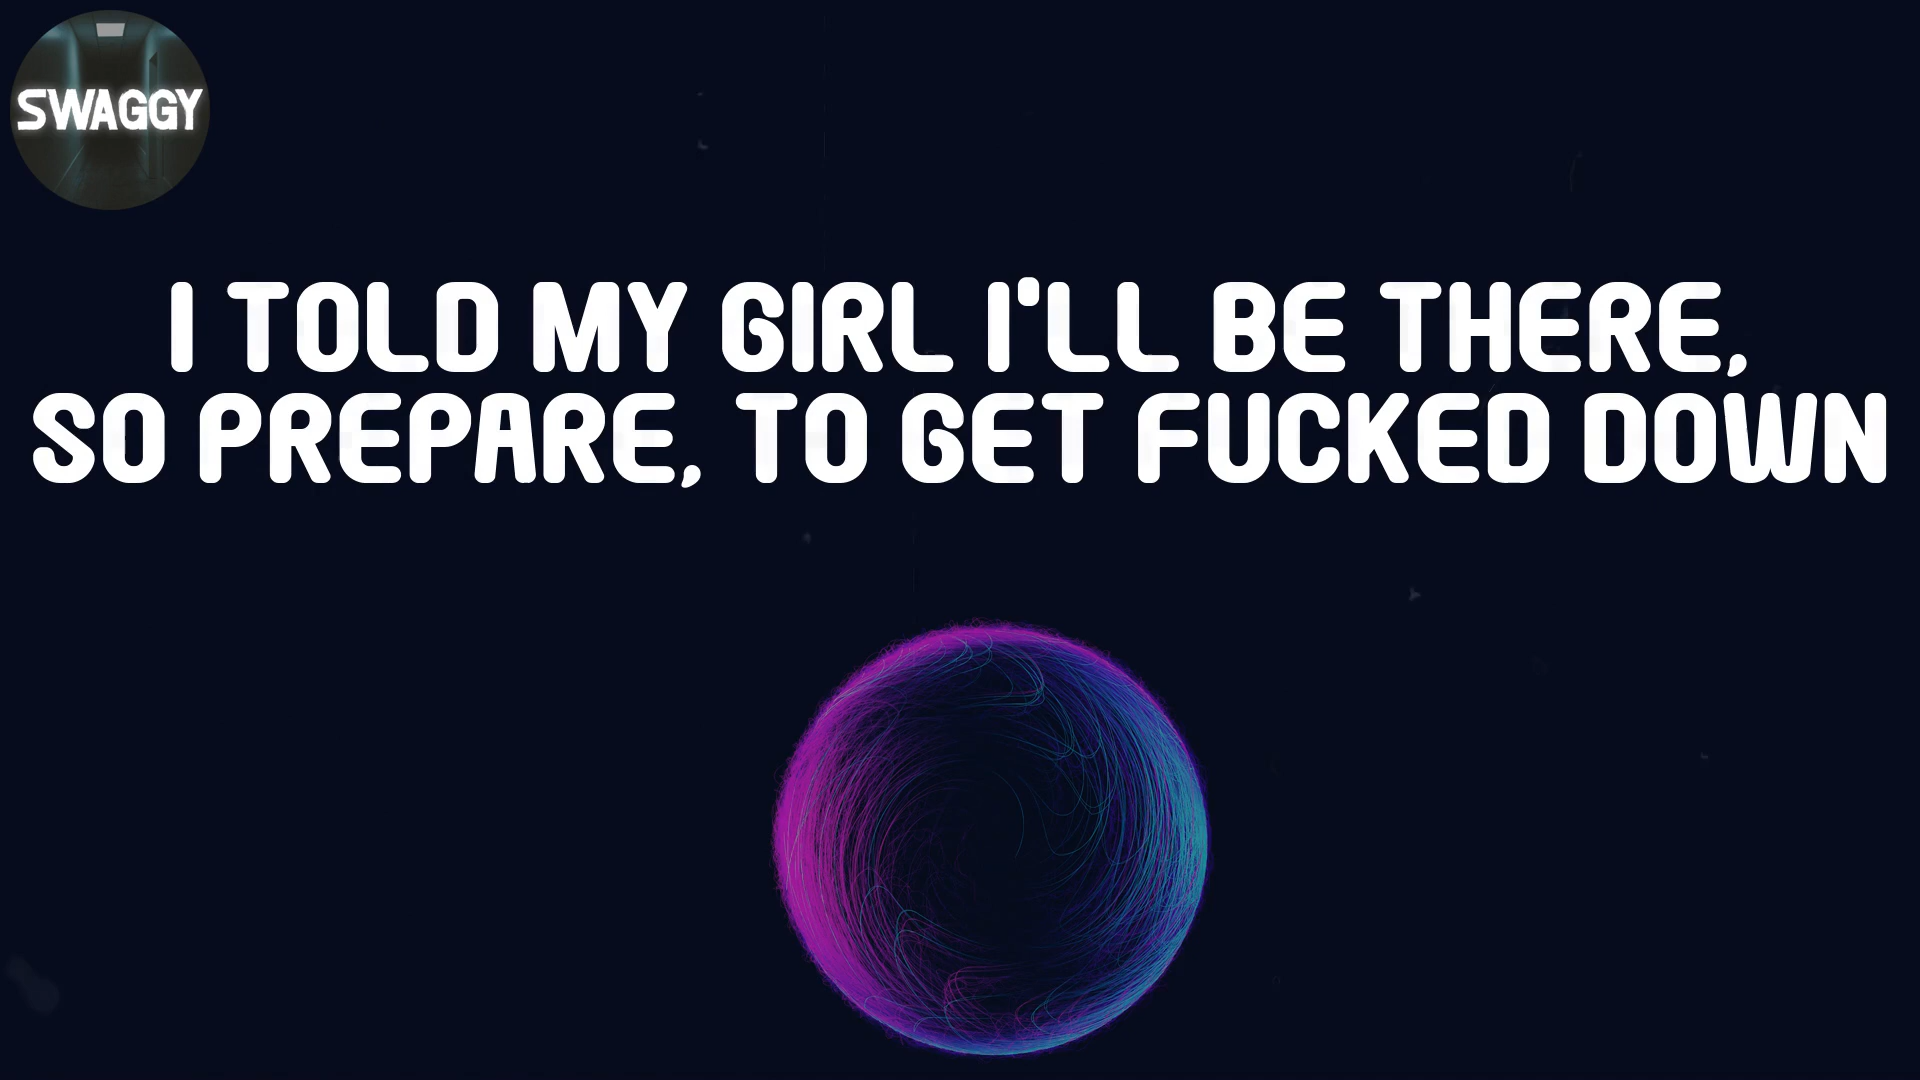 SWAGGY
I TOLD MY GIRL I'LL BE THERE,
SO PREPARE, TO GET FUCKED DOWN